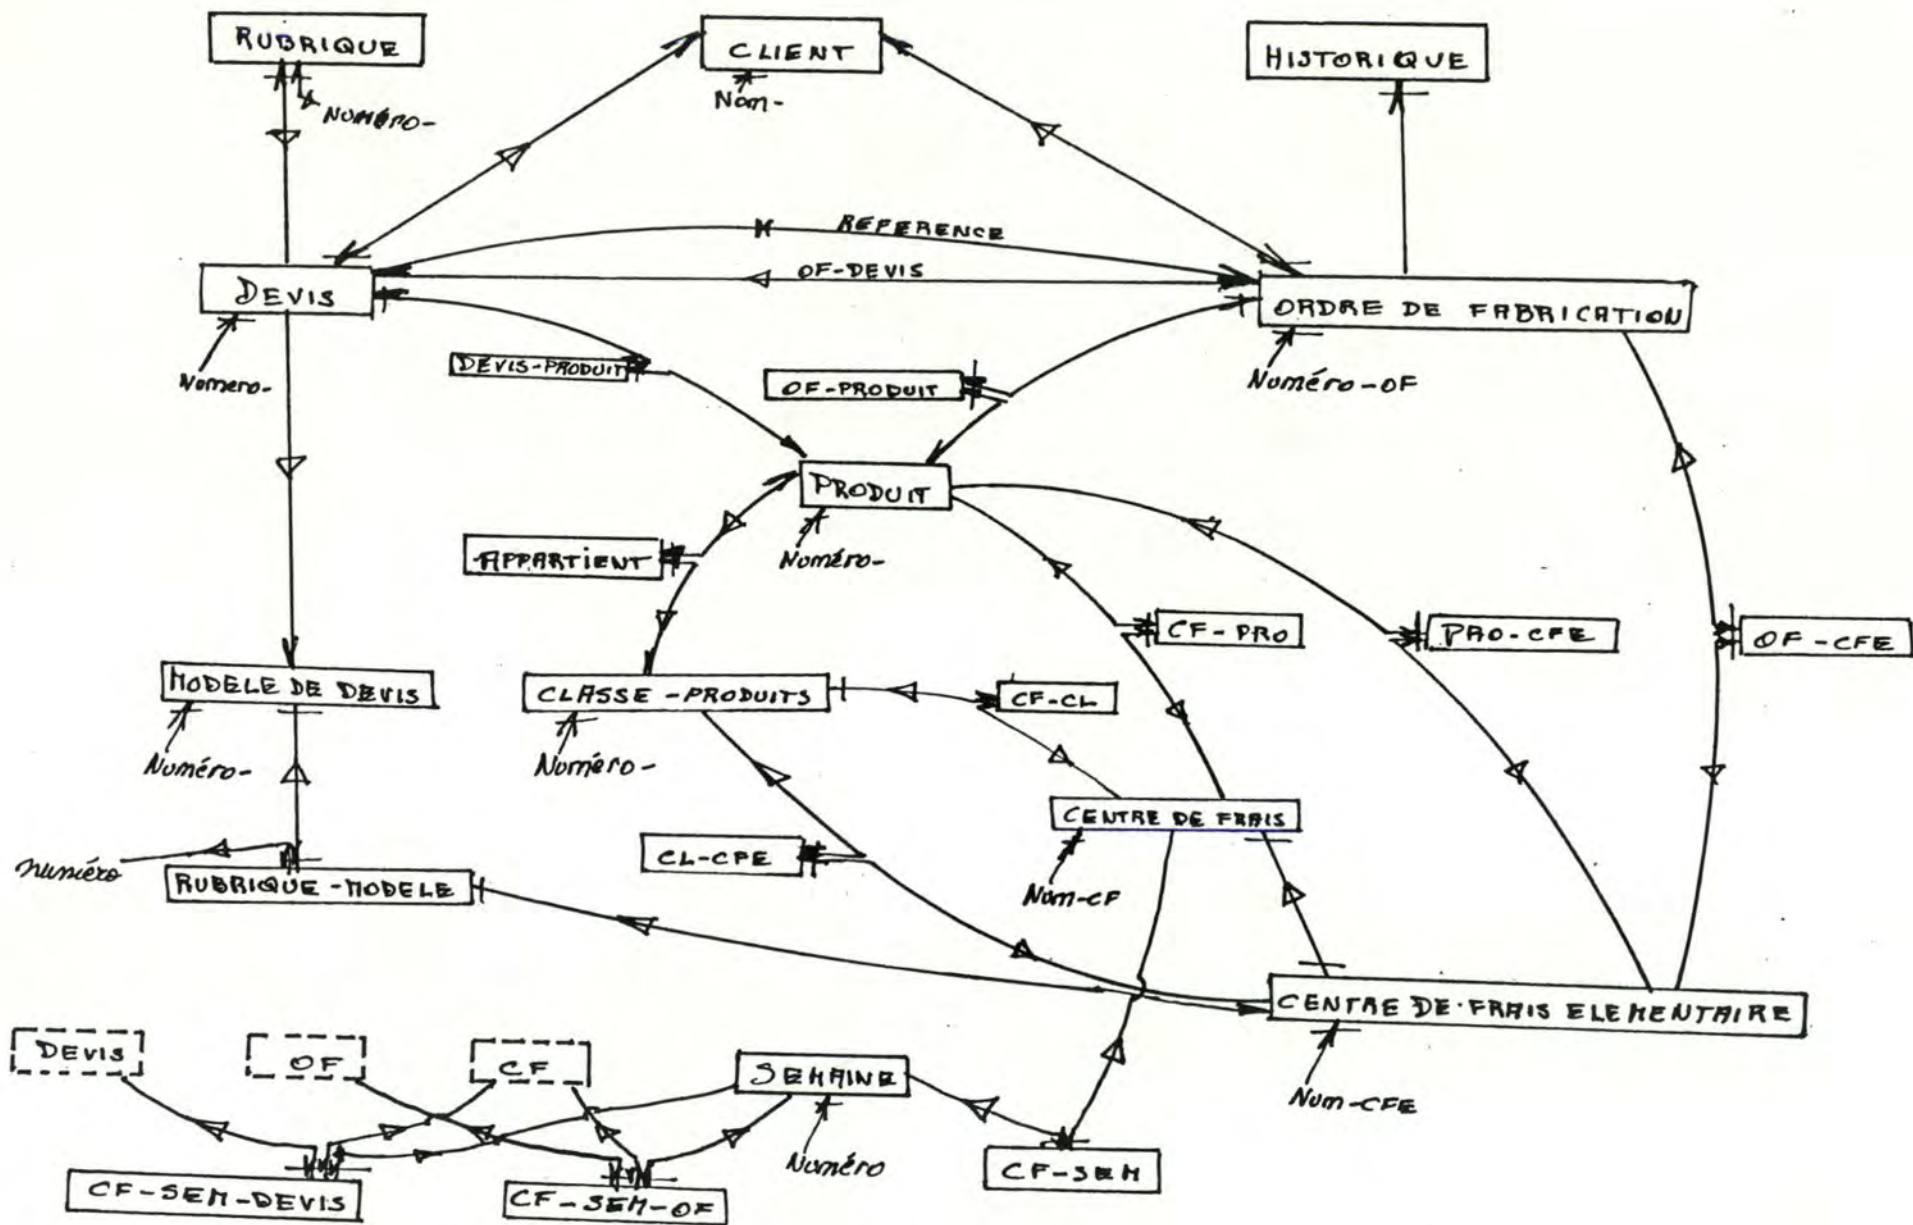 RUBRIQUE
CLIENT
HISTORIQUE
Nom-
NUMÉRO-
REFERENCE
OF-DEVIS
DEVIS
ORDRE DE FABRICATION
Numero-
DEVIS-PRODUIT
OF-PRODUIT
Numéro-OF
PRODUIT
APPARTIENT
Numéro-
CF-PRO
PRO-CFE
OF-CFE
MODELE DE DEVIS
CLASSE-PRODUITS
CF-CL
Numéro-
Numéro-
CENTRE DE FRAIS
CL-CFE
numéro
RUBRIQUE-MODELE
Num-CF
CENTRE DE FRAIS ELEMENTAIRE
DEVIS
OF
CF
SEMAINE
Num-CFE
Numéro
CF-SEM
CF-SEM-DEVIS
CF-SEM-OF